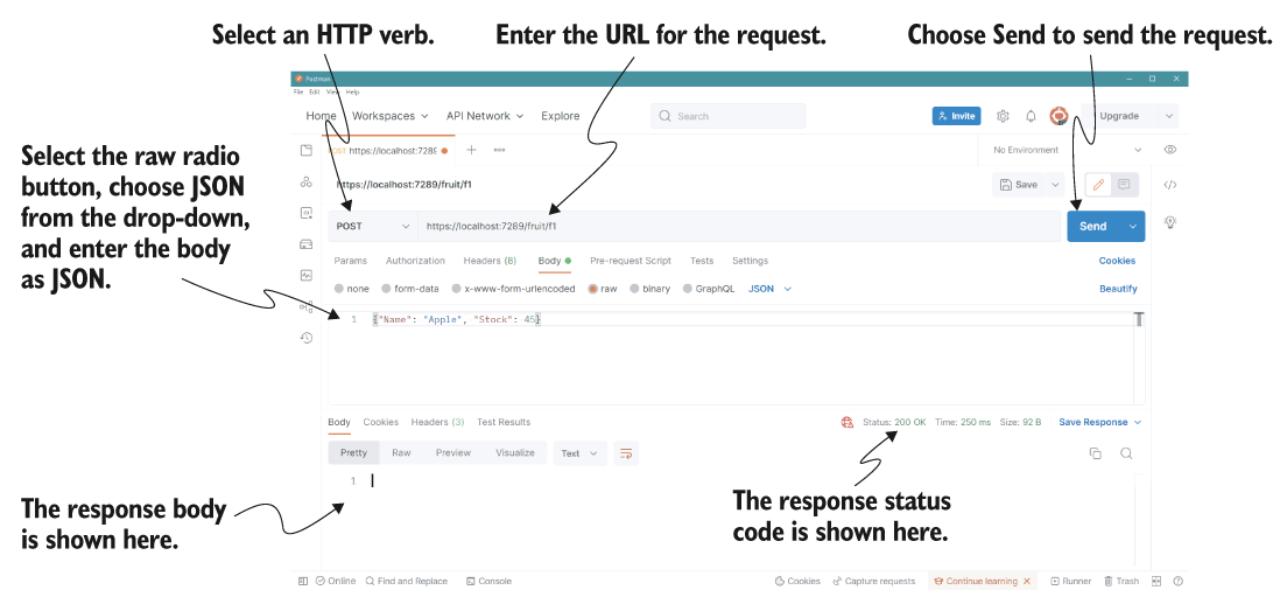 Select an HTTP verb.
Enter the URL for the request.
Choose Send to send the request.
Postman
File Edit View Help
Home Workspaces API Network Explore
Search
Invite
Upgrade
Select the raw radio
button, choose JSON
from the drop-down,
and enter the body
as JSON.
POST https://localhost:7289
No Environment
https://localhost:7289/fruit/f1
Save
</>
POST https://localhost:7289/fruit/f1
Send
Params Authorization Headers (8) Body Pre-request Script Tests Settings
Cookies
none form-data x-www-form-urlencoded raw binary GraphQL JSON
Beautify
1 {"Name": "Apple", "Stock": 45}
Body Cookies Headers (3) Test Results
Status: 200 OK Time: 250 ms Size: 92 B Save Response
Pretty Raw Preview Visualize Text
1
The response body
is shown here.
The response status
code is shown here.
Online Find and Replace Console
Cookies Capture requests Continue learning Runner Trash